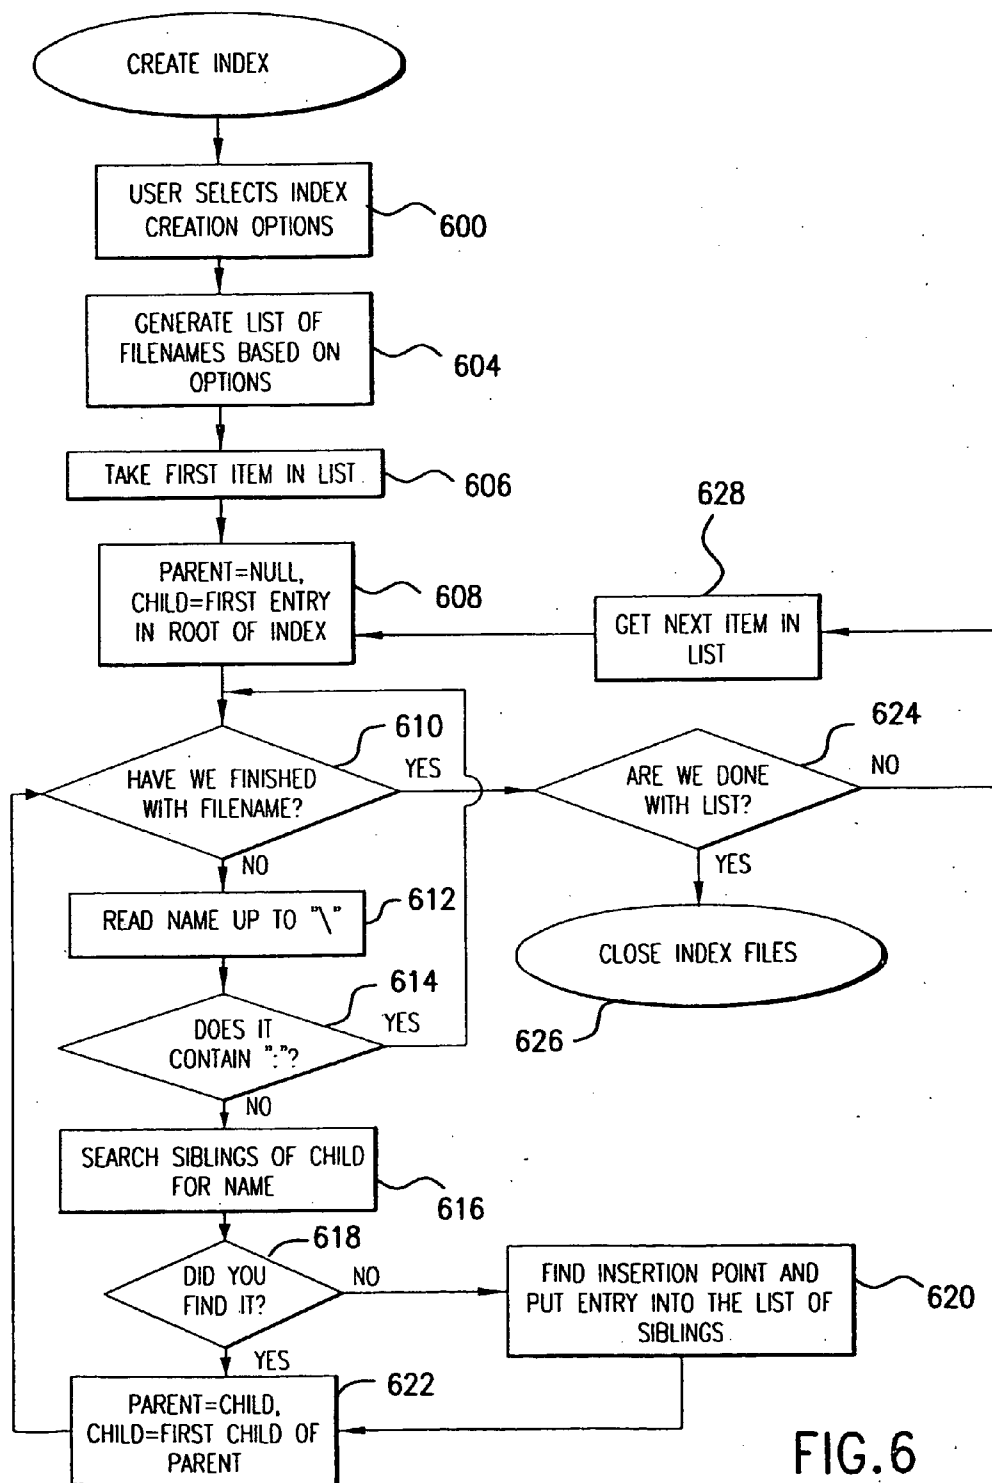 CREATE INDEX
USER SELECTS INDEX
CREATION OPTIONS
600
GENERATE LIST OF
FILENAMES BASED ON
OPTIONS
604
TAKE FIRST ITEM IN LIST
606
628
PARENT=NULL,
CHILD=FIRST ENTRY
IN ROOT OF INDEX
608
GET NEXT ITEM IN
LIST
610
624
HAVE WE FINISHED
WITH FILENAME?
YES
ARE WE DONE
WITH LIST?
NO
NO
YES
READ NAME UP TO "\"
612
CLOSE INDEX FILES
626
614
DOES IT
CONTAIN ":"?
YES
NO
SEARCH SIBLINGS OF CHILD
FOR NAME
616
618
DID YOU
FIND IT?
NO
FIND INSERTION POINT AND
PUT ENTRY INTO THE LIST OF
SIBLINGS
620
YES
622
PARENT=CHILD,
CHILD=FIRST CHILD OF
PARENT
FIG.6